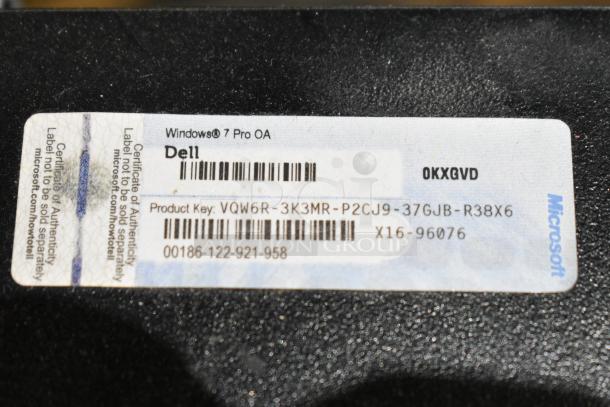 Certificate of Authenticity
Label not to be sold separately
microsoft.com/howtotell
Certificate of Authenticity
Label not to be sold separately
microsoft.com/howtotell
Windows® 7 Pro OA
Dell
0KXGVD
Product Key: VQW6R-3K3MR-P2CJ9-37GJB-R38X6
X16-96076
00186-122-921-958
Microsoft
GROUP